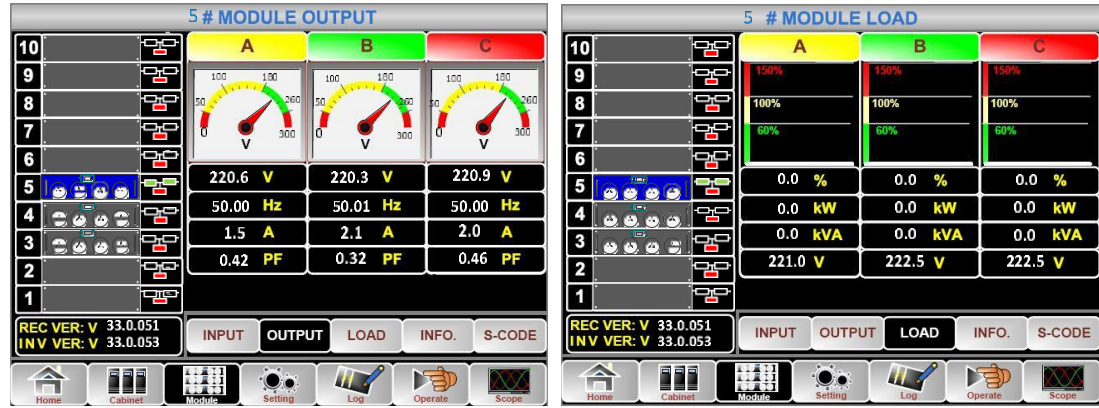 5 # MODULE OUTPUT
10
9
8
7
6
5
4
3
2
1
A B C
100 180 100 180 100 180
50 260 50 260 50 260
0 300 0 300 0 300
V V V
220.6 V 220.3 V 220.9 V
50.00 Hz 50.01 Hz 50.00 Hz
1.5 A 2.1 A 2.0 A
0.42 PF 0.32 PF 0.46 PF
REC VER: V 33.0.051
INV VER: V 33.0.053
INPUT OUTPUT LOAD INFO. S-CODE
Home Cabinet Module Setting Log Operate Scope
5 # MODULE LOAD
10
9
8
7
6
5
4
3
2
1
A B C
150% 150% 150%
100% 100% 100%
60% 60% 60%
0.0 % 0.0 % 0.0 %
0.0 kW 0.0 kW 0.0 kW
0.0 kVA 0.0 kVA 0.0 kVA
221.0 V 222.5 V 222.5 V
REC VER: V 33.0.051
INV VER: V 33.0.053
INPUT OUTPUT LOAD INFO. S-CODE
Home Cabinet Module Setting Log Operate Scope